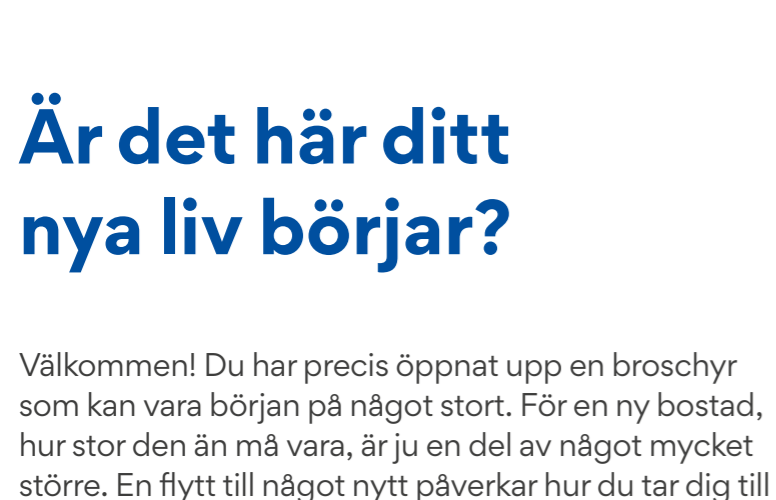 Är det här ditt
nya liv börjar?
Välkommen! Du har precis öppnat upp en broschyr
som kan vara början på något stort. För en ny bostad,
hur stor den än må vara, är ju en del av något mycket
större. En flytt till något nytt påverkar hur du tar dig till